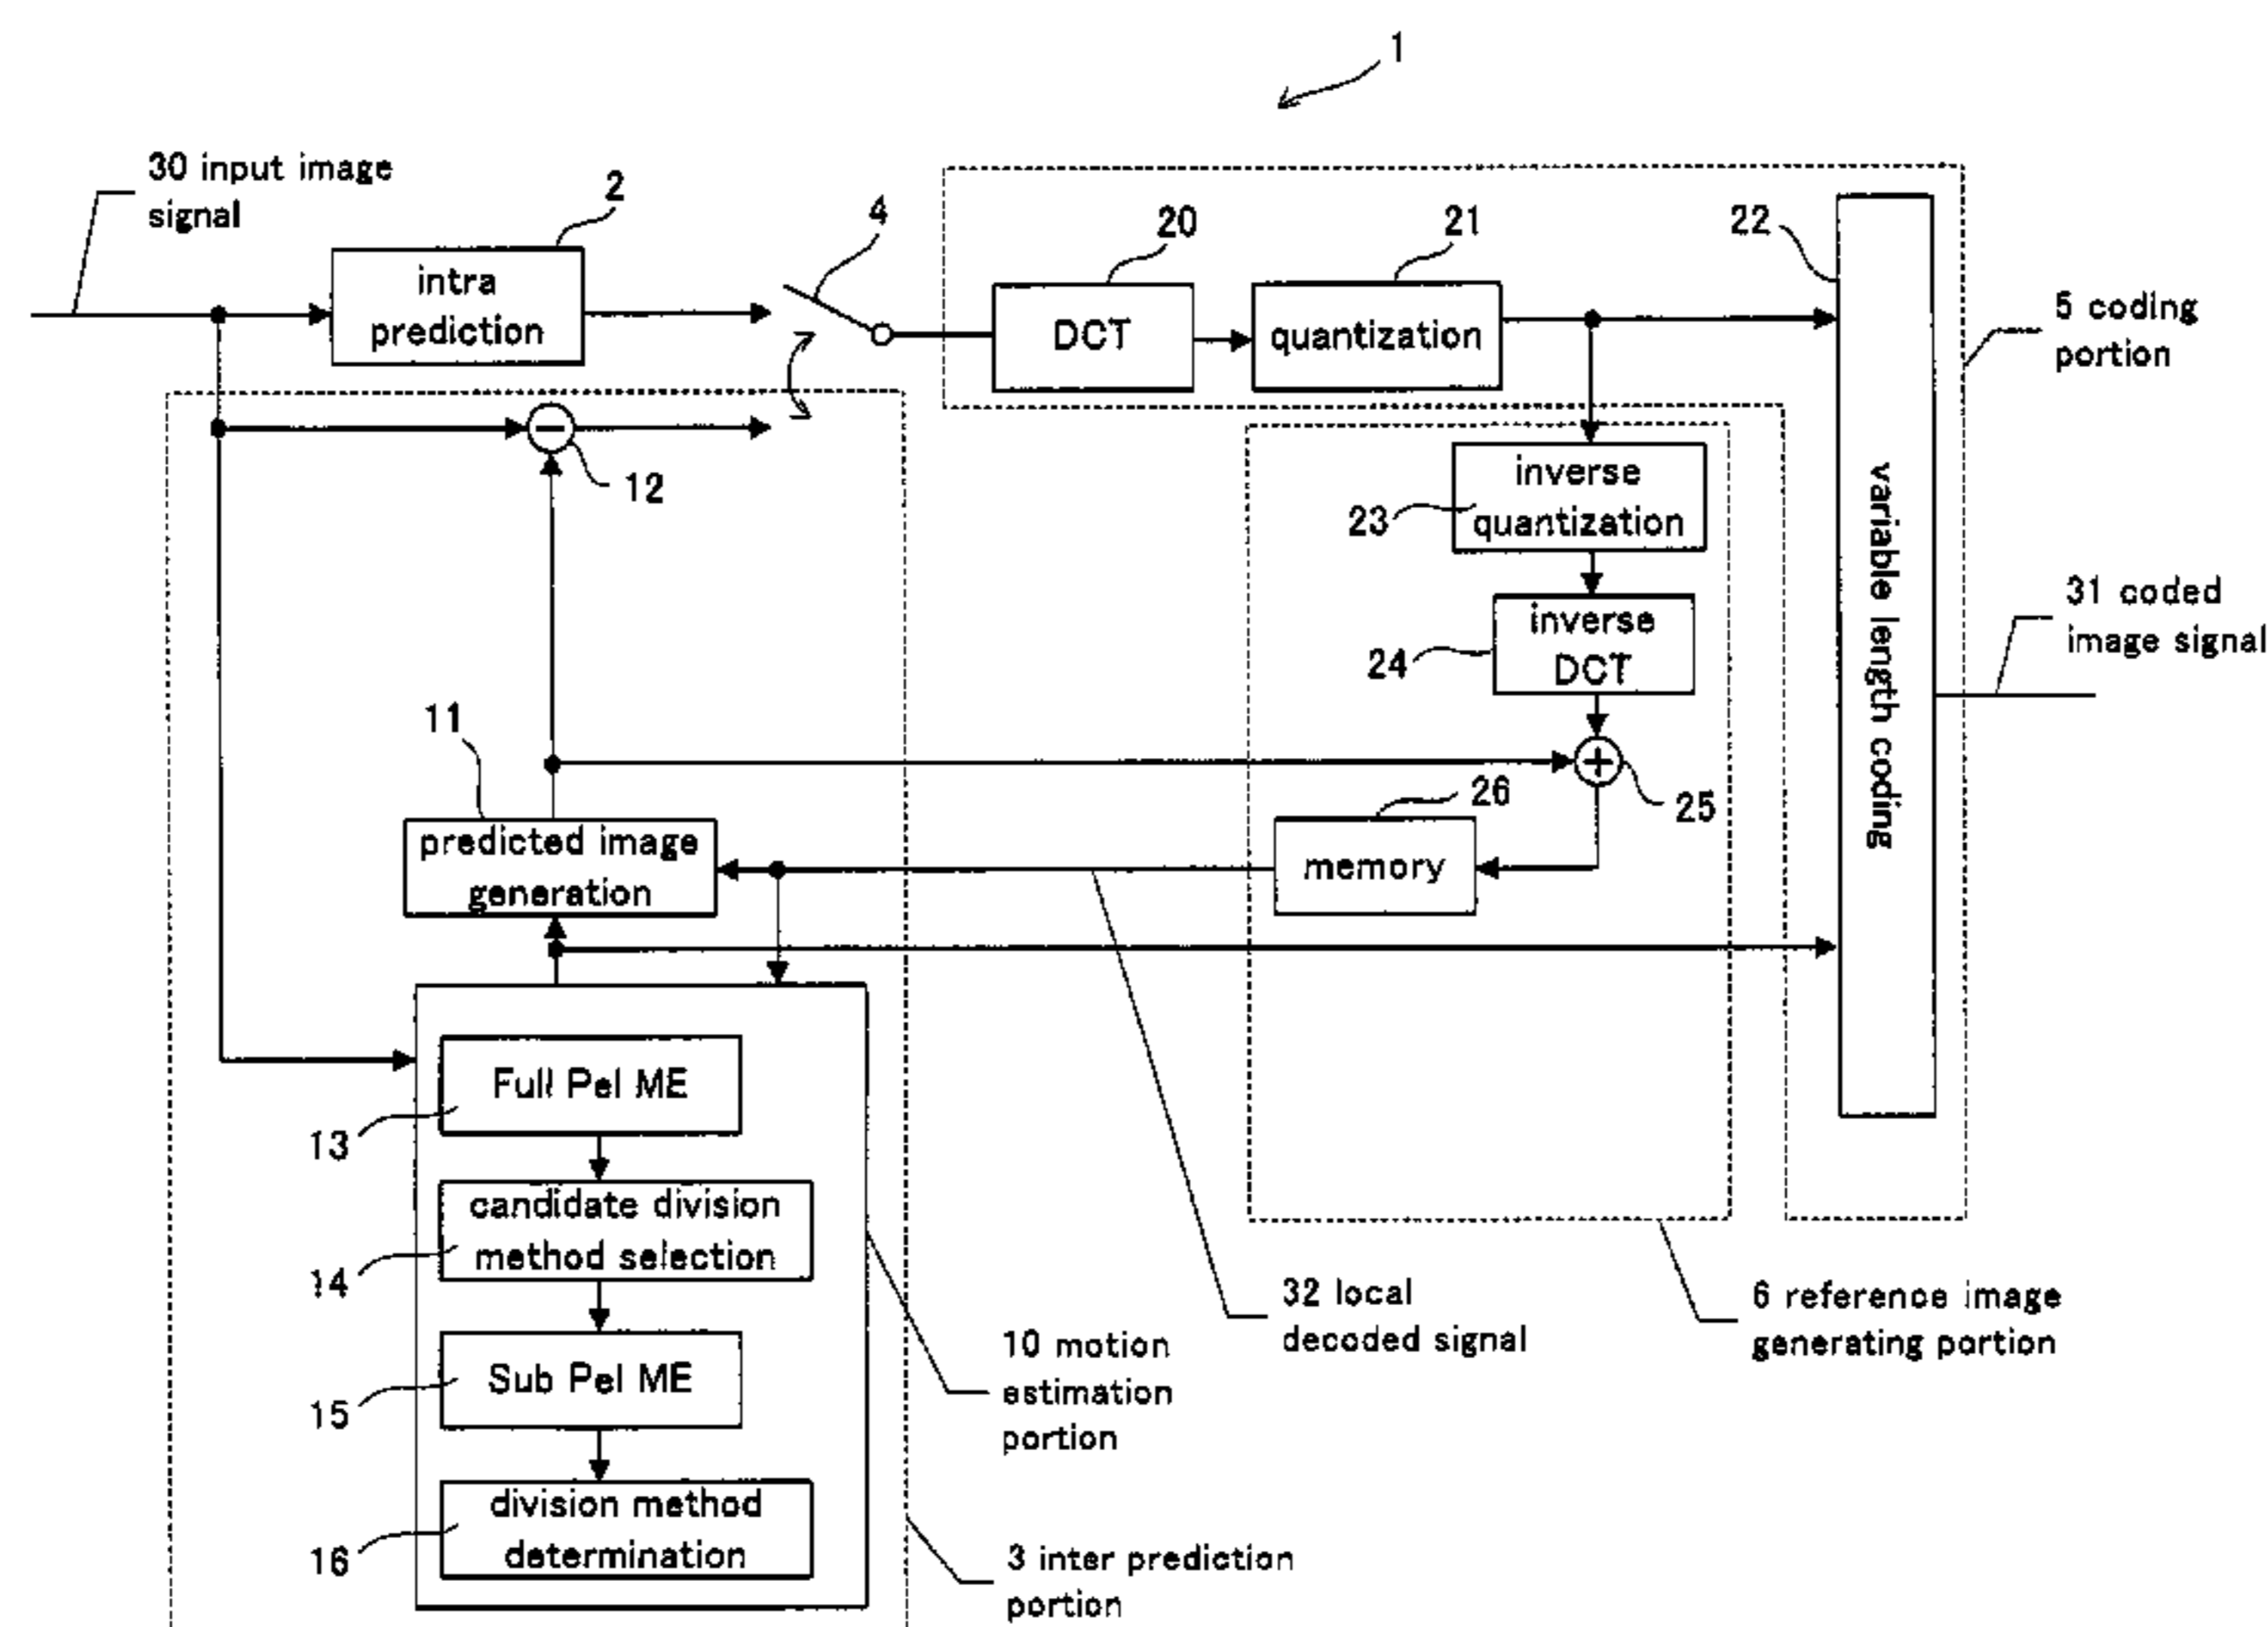 1
30 input image
signal
2
4
20
21
22
intra
prediction
DCT
quantization
5 coding
portion
12
inverse
quantization
23
variable length coding
31 coded
image signal
inverse
DCT
24
11
25
26
predicted image
generation
memory
Full Pel ME
13
candidate division
method selection
14
32 local
decoded signal
6 reference image
generating portion
10 motion
estimation
portion
Sub Pel ME
15
division method
determination
16
3 inter prediction
portion